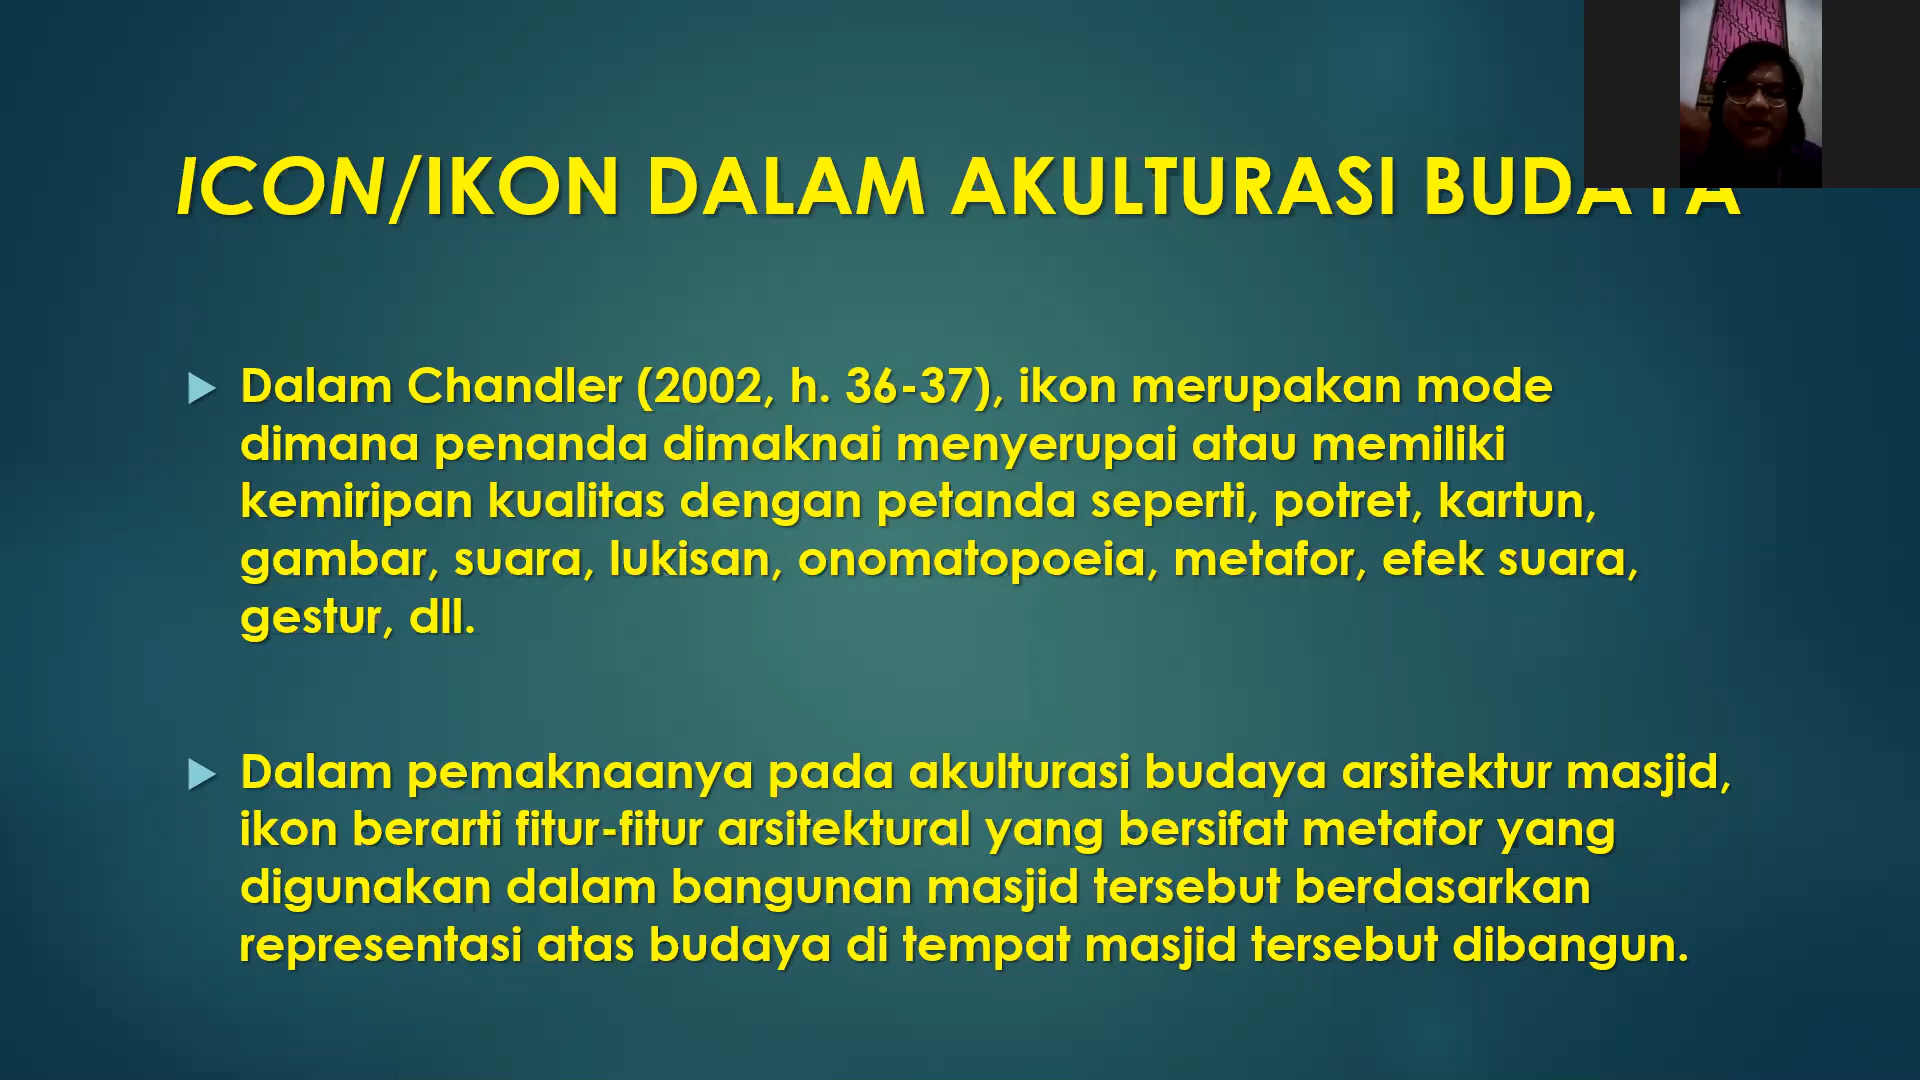 ICON/IKON DALAM AKULTURASI BUDAYA
Dalam Chandler (2002, h. 36-37), ikon merupakan mode
dimana penanda dimaknai menyerupai atau memiliki
kemiripan kualitas dengan petanda seperti, potret, kartun,
gambar, suara, lukisan, onomatopoeia, metafor, efek suara,
gestur, dll.
Dalam pemaknaanya pada akulturasi budaya arsitektur masjid,
ikon berarti fitur-fitur arsitektural yang bersifat metafor yang
digunakan dalam bangunan masjid tersebut berdasarkan
representasi atas budaya di tempat masjid tersebut dibangun.